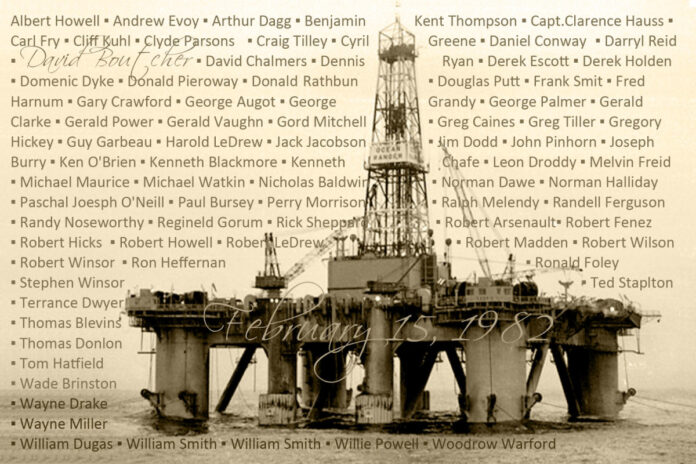 Albert Howell ▪ Andrew Evoy ▪ Arthur Dagg ▪ Benjamin Kent Thompson ▪ Capt.Clarence Hauss ▪
Carl Fry ▪ Cliff Kuhl ▪ Clyde Parsons ▪ Craig Tilley ▪ Cyril Greene ▪ Daniel Conway ▪ Darryl Reid
▪ David Boutcher ▪ David Chalmers ▪ Dennis Ryan ▪ Derek Escott ▪ Derek Holden
▪ Domenic Dyke ▪ Donald Pieroway ▪ Donald Rathbun ▪ Douglas Putt ▪ Frank Smit ▪ Fred
Harnum ▪ Gary Crawford ▪ George Augot ▪ George Grandy ▪ George Palmer ▪ Gerald
Clarke ▪ Gerald Power ▪ Gerald Vaughn ▪ Gord Mitchell ▪ Greg Caines ▪ Greg Tiller ▪ Gregory
Hickey ▪ Guy Garbeau ▪ Harold LeDrew ▪ Jack Jacobson ▪ Jim Dodd ▪ John Pinhorn ▪ Joseph
OCEAN
RANGER
Burry ▪ Ken O'Brien ▪ Kenneth Blackmore ▪ Kenneth Chafe ▪ Leon Droddy ▪ Melvin Freid
▪ Michael Maurice ▪ Michael Watkin ▪ Nicholas Baldwin ▪ Norman Dawe ▪ Norman Halliday
▪ Paschal Joesph O'Neill ▪ Paul Bursey ▪ Perry Morrison ▪ Ralph Melendy ▪ Randell Ferguson
▪ Randy Noseworthy ▪ Regineld Gorum ▪ Rick Sheppard ▪ Robert Arsenault ▪ Robert Fenez
▪ Robert Hicks ▪ Robert Howell ▪ Robert LeDrew ▪ Robert Madden ▪ Robert Wilson
▪ Robert Winsor ▪ Ron Heffernan ▪ Ronald Foley
▪ Stephen Winsor ▪ Ted Staplton
▪ Terrance Dwyer
▪ Thomas Blevins
February 15, 1982
▪ Thomas Donlon
▪ Tom Hatfield
▪ Wade Brinston
▪ Wayne Drake
▪ Wayne Miller
▪ William Dugas ▪ William Smith ▪ William Smith ▪ Willie Powell ▪ Woodrow Warford